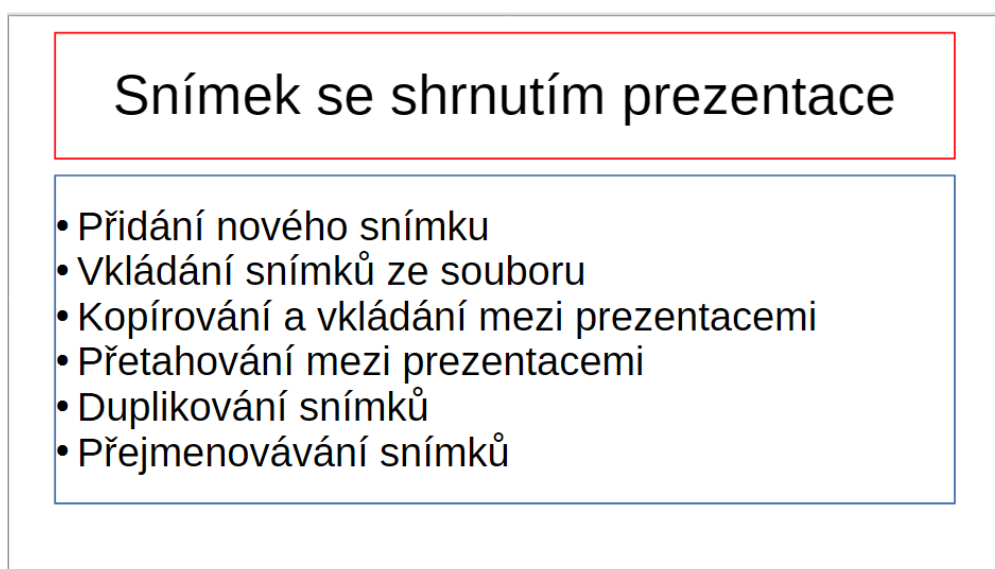 Snímek se shrnutím prezentace
• Přidání nového snímku
• Vkládání snímků ze souboru
• Kopírování a vkládání mezi prezentacemi
• Přetahování mezi prezentacemi
• Duplikování snímků
• Přejmenovávání snímků